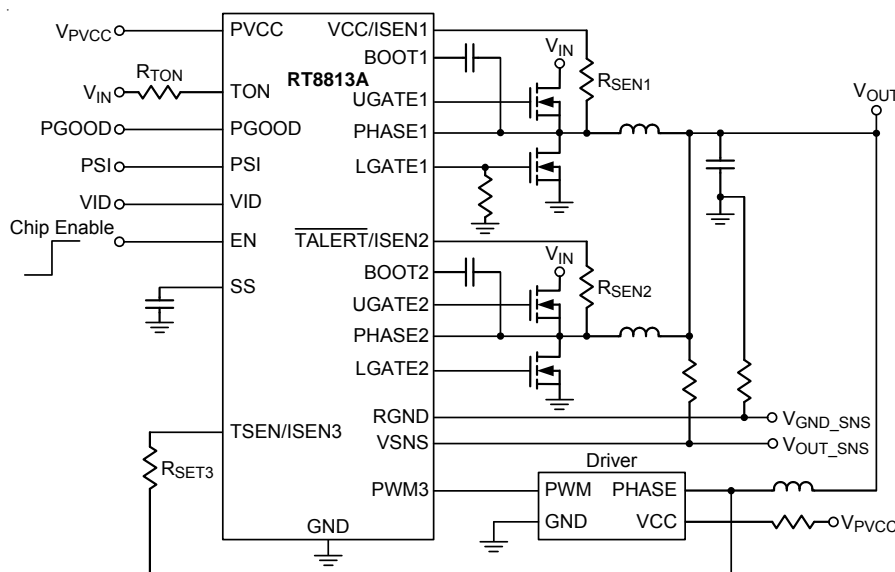 VPVCC
PVCC
VCC/ISEN1
BOOT1
VIN
RSEN1
RTON
RT8813A
VIN
TON
UGATE1
VOUT
PGOOD
PGOOD
PHASE1
PSI
PSI
LGATE1
VID
VID
Chip Enable
EN
TALERT/ISEN2
VIN
BOOT2
SS
RSEN2
UGATE2
PHASE2
LGATE2
RGND
VGND_SNS
TSEN/ISEN3
VSNS
VOUT_SNS
Driver
RSET3
PWM3
PWM
PHASE
GND
GND
VCC
VPVCC